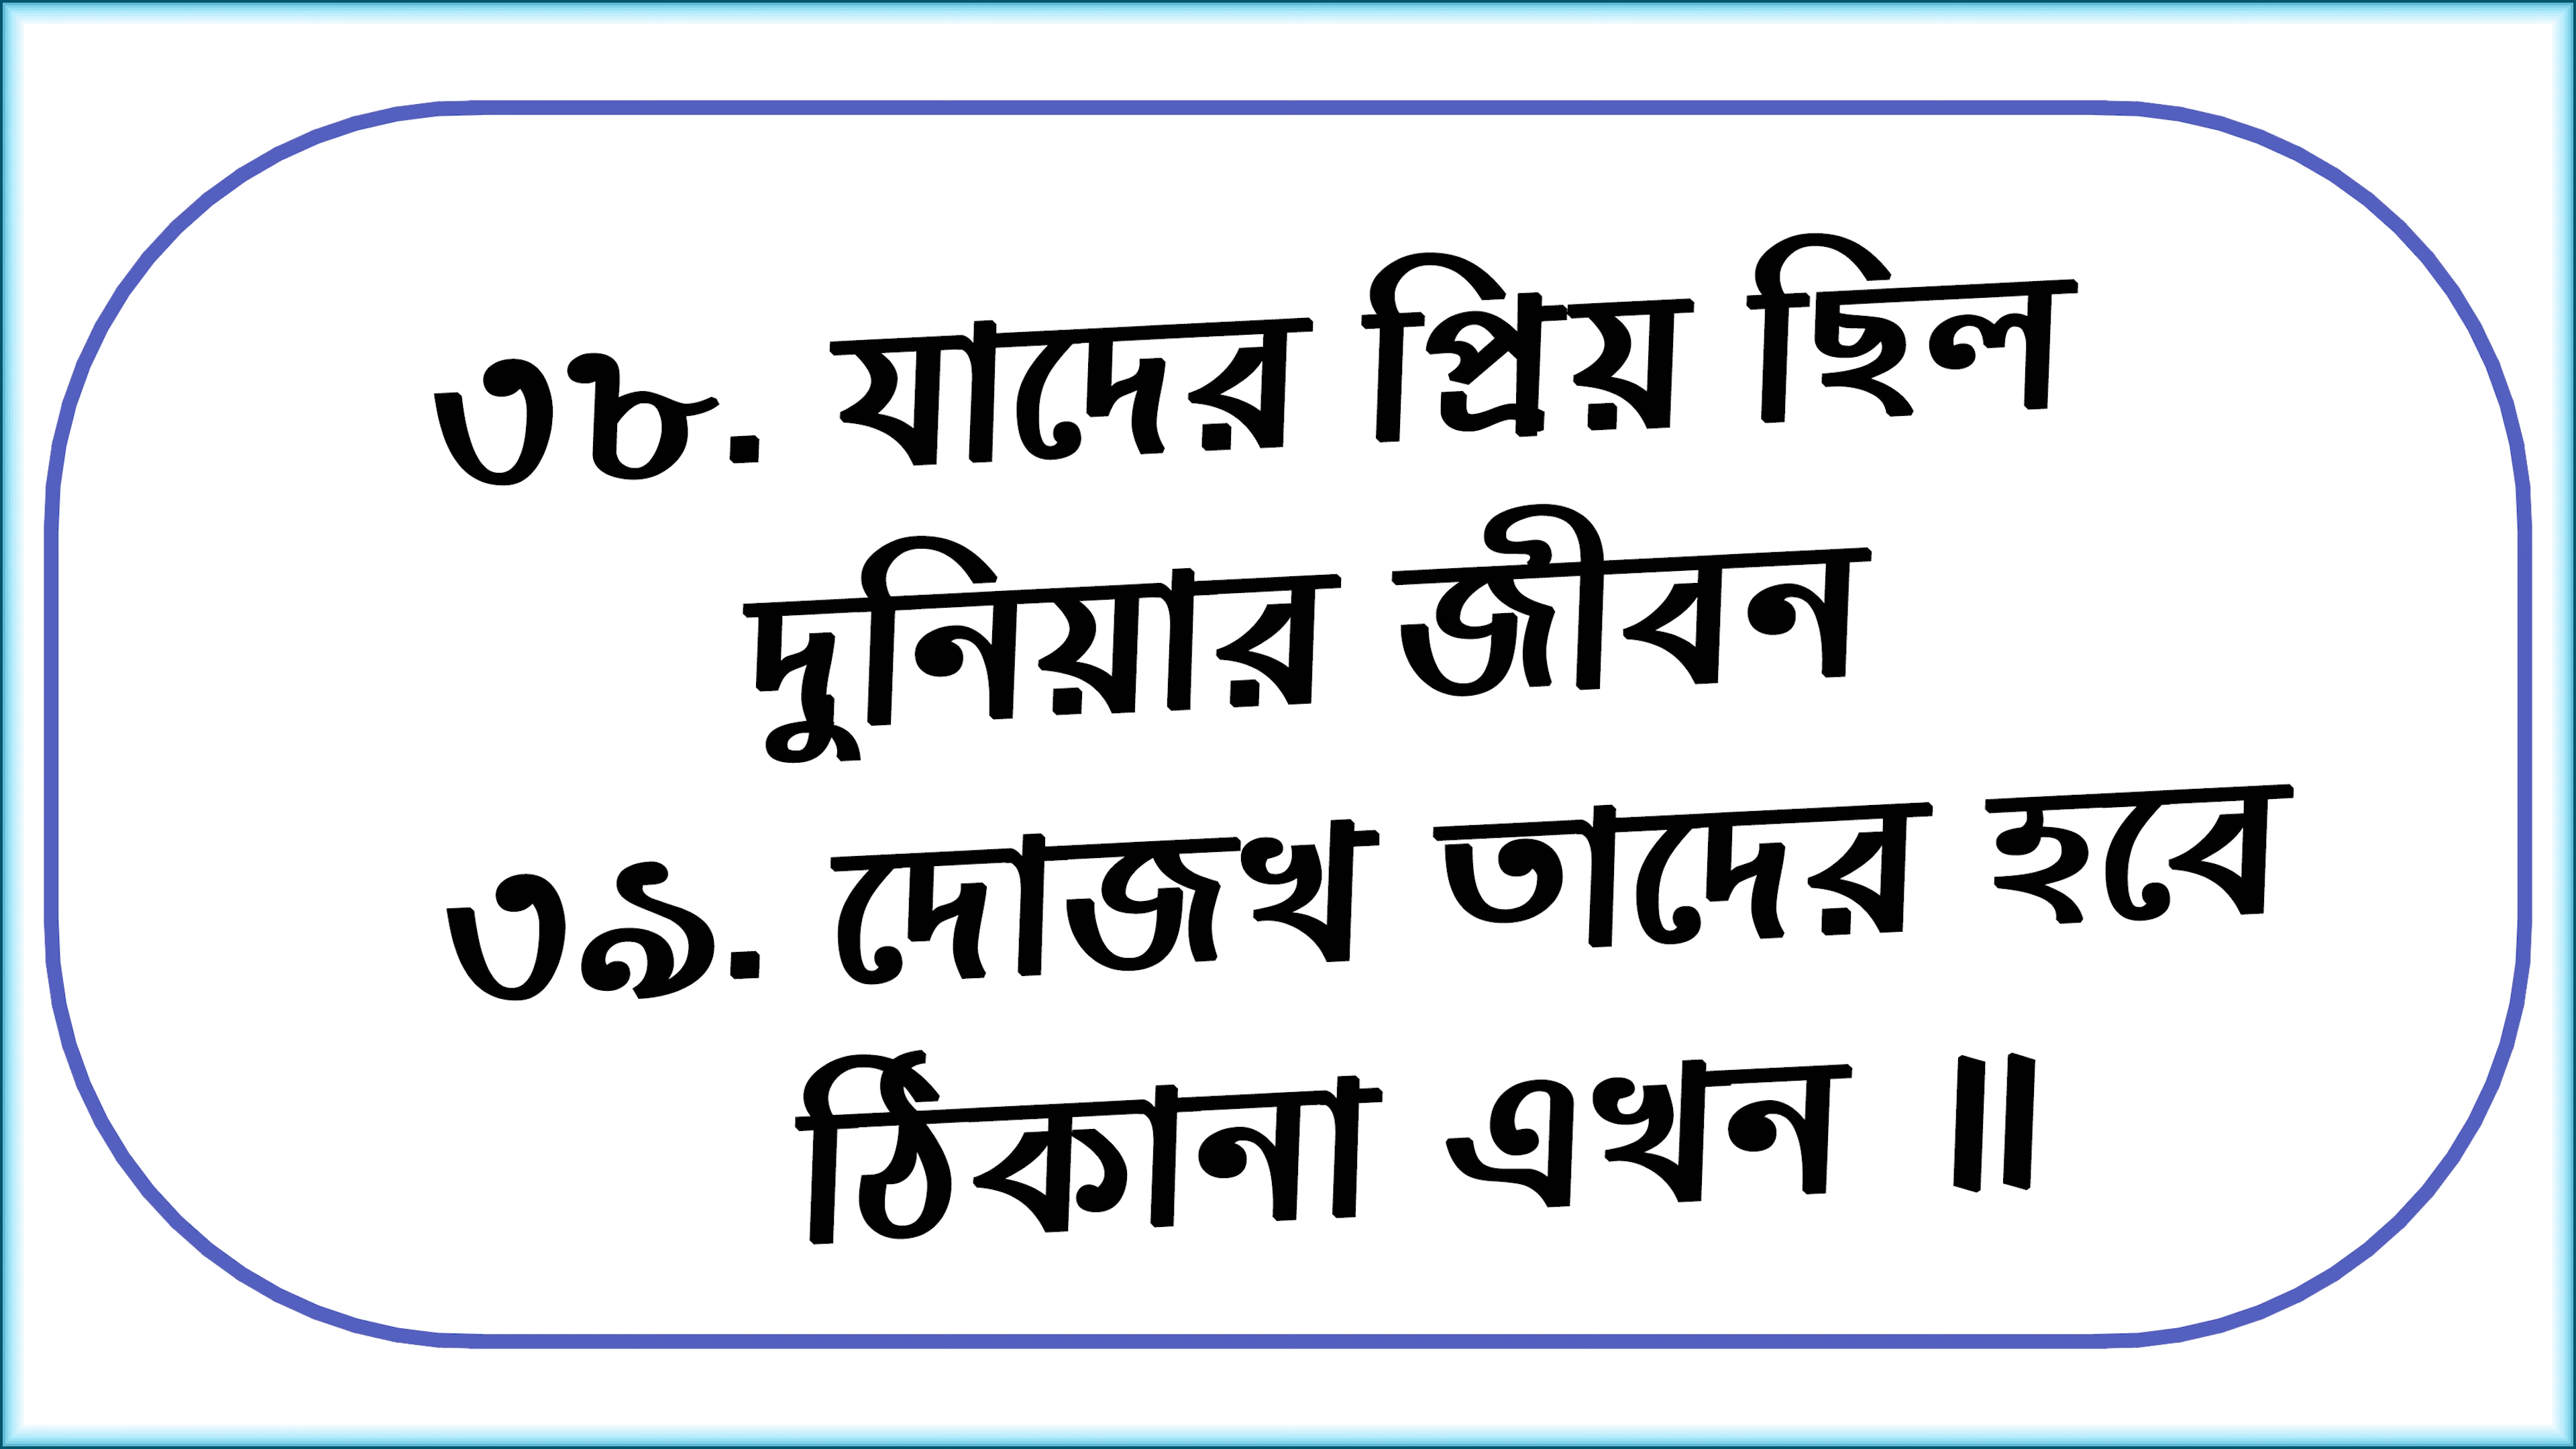 ৩৮. যাদের প্রিয় ছিল
দুনিয়ার জীবন
৩৯. দোজখ তাদের হবে
ঠিকানা এখন ॥